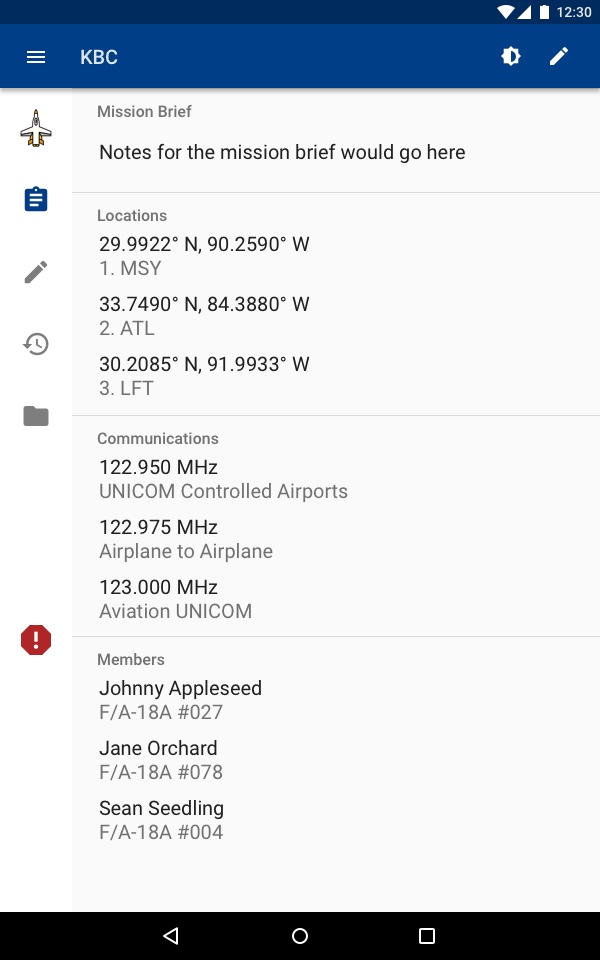 12:30
KBC
Mission Brief
Notes for the mission brief would go here
Locations
29.9922° N, 90.2590° W
1. MSY
33.7490° N, 84.3880° W
2. ATL
30.2085° N, 91.9933° W
3. LFT
Communications
122.950 MHz
UNICOM Controlled Airports
122.975 MHz
Airplane to Airplane
123.000 MHz
Aviation UNICOM
Members
Johnny Appleseed
F/A-18A #027
Jane Orchard
F/A-18A #078
Sean Seedling
F/A-18A #004